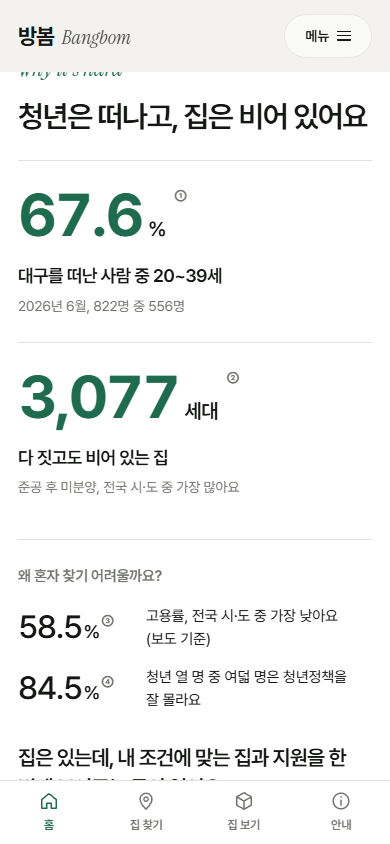 방봄 Bangbom
메뉴
Why it's hard
청년은 떠나고, 집은 비어 있어요
67.6 % ①
대구를 떠난 사람 중 20~39세
2026년 6월, 822명 중 556명
3,077 세대 ②
다 짓고도 비어 있는 집
준공 후 미분양, 전국 시·도 중 가장 많아요
왜 혼자 찾기 어려울까요?
58.5% ③
고용률, 전국 시·도 중 가장 낮아요
(보도 기준)
84.5% ④
청년 열 명 중 여덟 명은 청년정책을
잘 몰라요
집은 있는데, 내 조건에 맞는 집과 지원을 한
홈
집 찾기
집 보기
안내